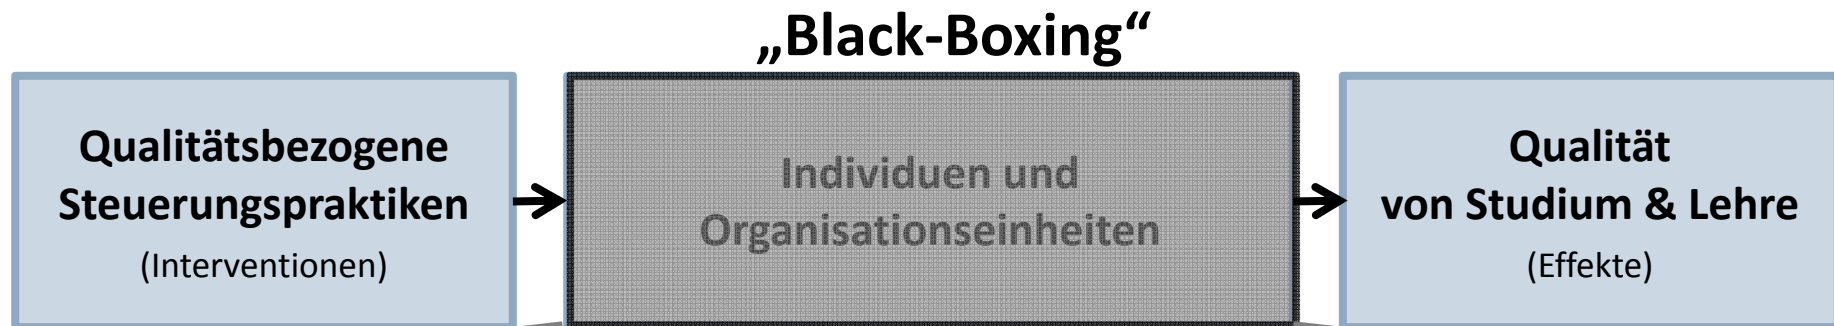 „Black-Boxing“
Qualitätsbezogene
Steuerungspraktiken
(Interventionen)
Individuen und
Organisationseinheiten
Qualität
von Studium & Lehre
(Effekte)